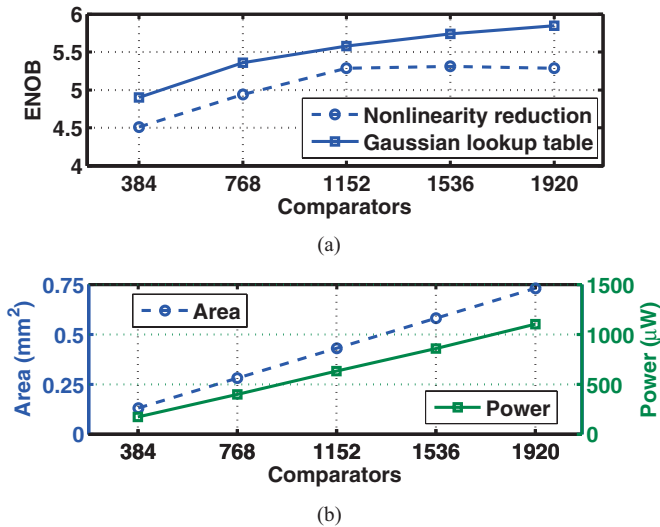 6
5.5
5
4.5
4
ENOB
Nonlinearity reduction
Gaussian lookup table
384 768 1152 1536 1920
Comparators
(a)
0.75
0.5
0.25
0
Area (mm²)
Area
Power
1500
1000
500
0
Power (μW)
384 768 1152 1536 1920
Comparators
(b)